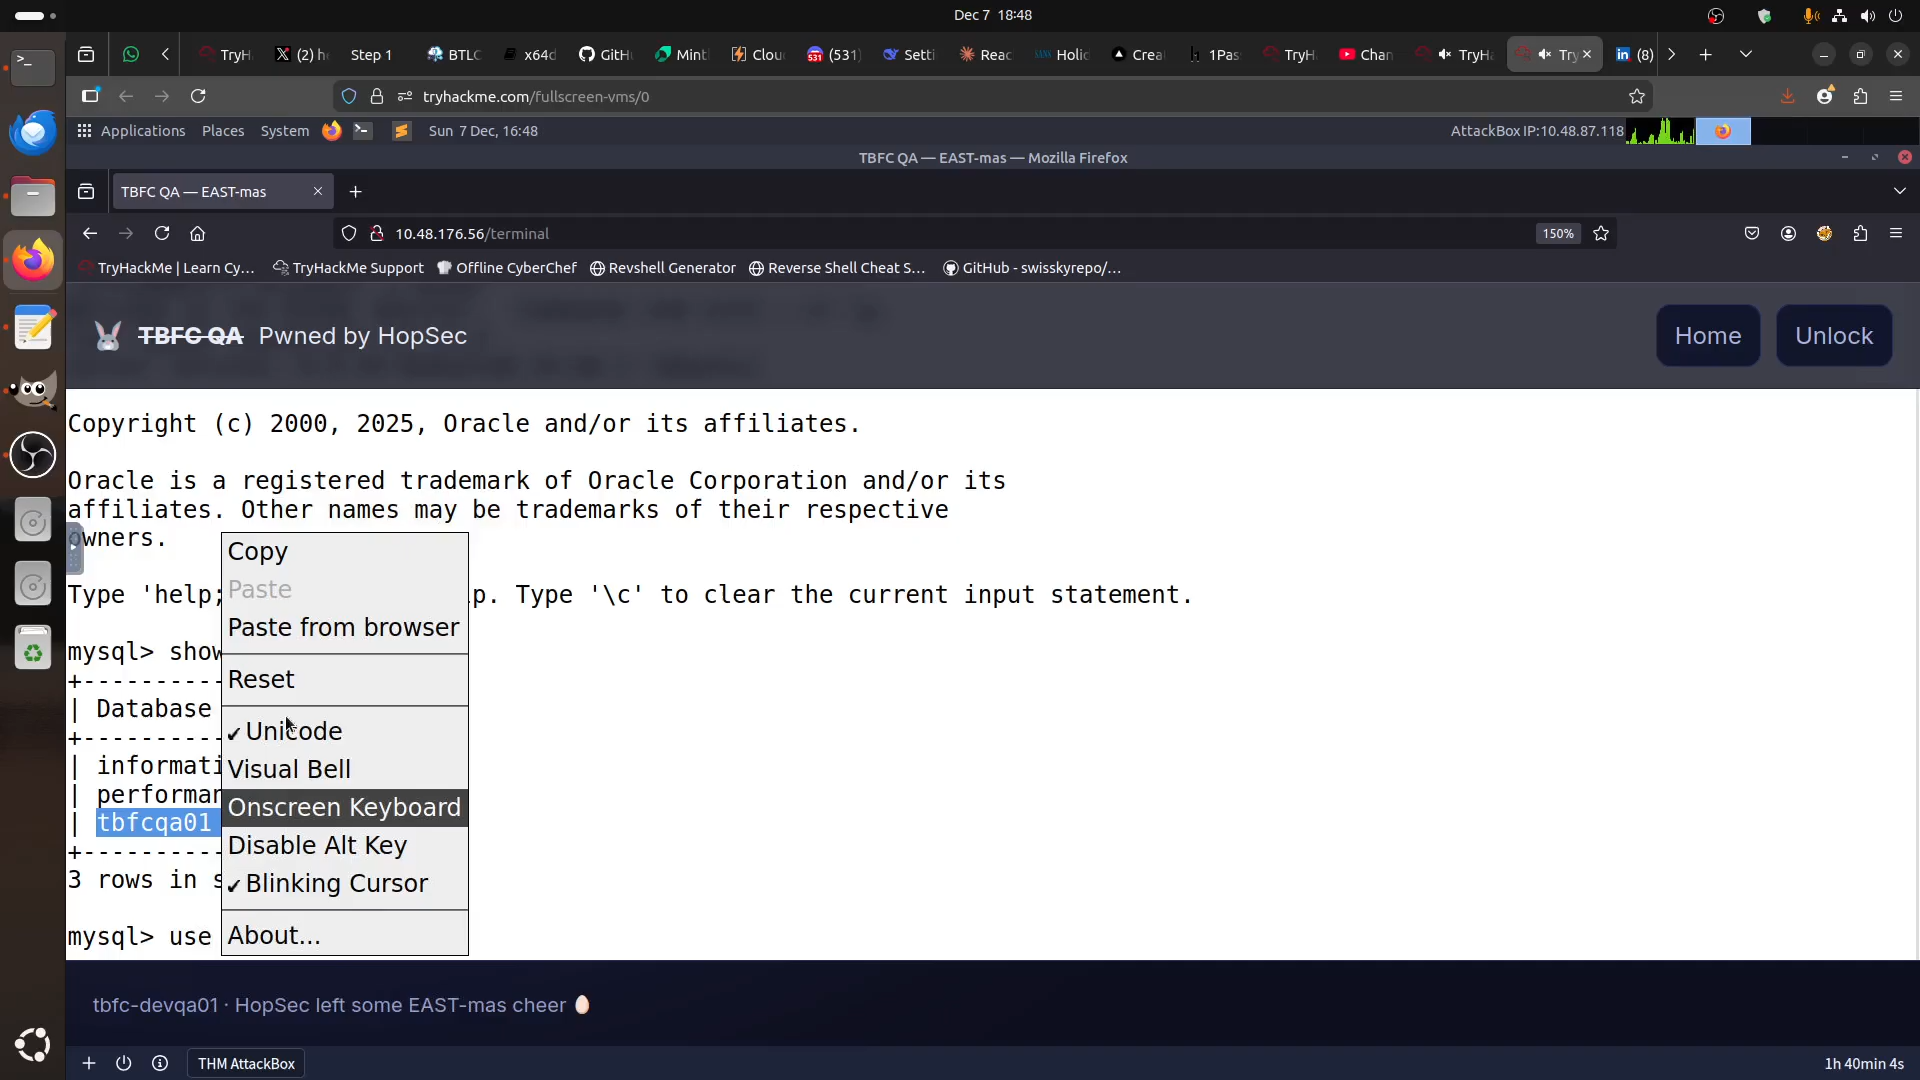 Dec 7 18:48
TryH
(2) h
Step 1
BTLC
x64d
GitHu
Mint
Clou
(531)
Setti
Reac
Holid
Crea
1Pas
TryH
Chan
TryHa
Try
(8)
tryhackme.com/fullscreen-vms/0
Applications Places System Sun 7 Dec, 16:48 AttackBox IP:10.48.87.118
TBFC QA — EAST-mas — Mozilla Firefox
TBFC QA — EAST-mas
10.48.176.56/terminal 150%
TryHackMe | Learn Cy... TryHackMe Support Offline CyberChef Revshell Generator Reverse Shell Cheat S... GitHub - swisskyrepo/...
TBFC QA Pwned by HopSec Home Unlock
Copyright (c) 2000, 2025, Oracle and/or its affiliates.
Oracle is a registered trademark of Oracle Corporation and/or its
affiliates. Other names may be trademarks of their respective
owners.
Type 'help; p. Type '\c' to clear the current input statement.
mysql> show
+----------
| Database
+----------
| informati
| performan
| tbfcqa01
+----------
3 rows in s
mysql> use
Copy
Paste
Paste from browser
Reset
✔Unicode
Visual Bell
Onscreen Keyboard
Disable Alt Key
✔Blinking Cursor
About...
tbfc-devqa01 · HopSec left some EAST-mas cheer
THM AttackBox 1h 40min 4s